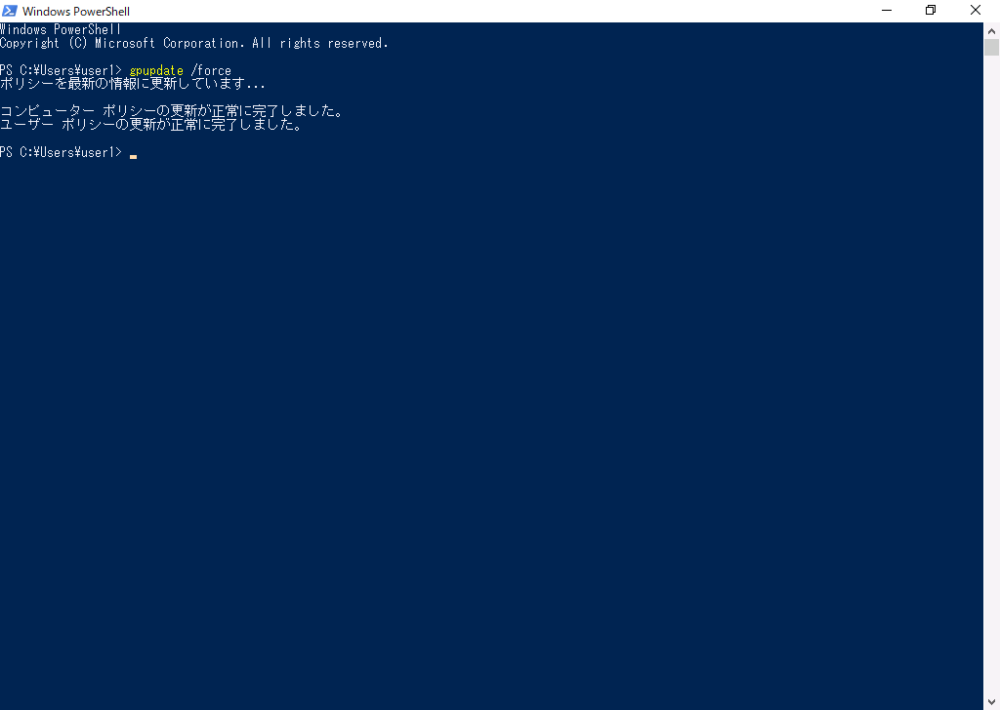 Windows PowerShell
Windows PowerShell
Copyright (C) Microsoft Corporation. All rights reserved.
PS C:¥Users¥user1> gpupdate /force
ポリシーを最新の情報に更新しています...
コンピューター ポリシーの更新が正常に完了しました。
ユーザー ポリシーの更新が正常に完了しました。
PS C:¥Users¥user1>